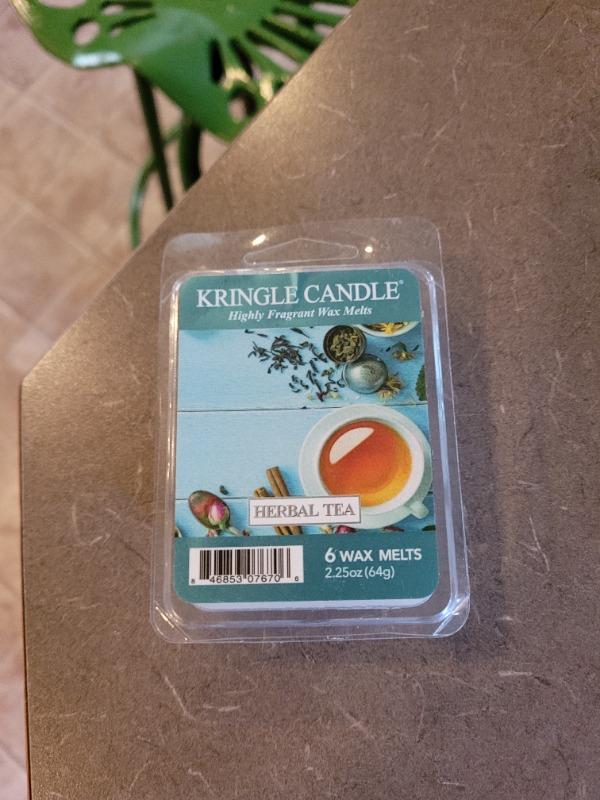 KRINGLE CANDLE®
Highly Fragrant Wax Melts
HERBAL TEA
6 WAX MELTS
2.25oz (64g)
8 46853 07670 6